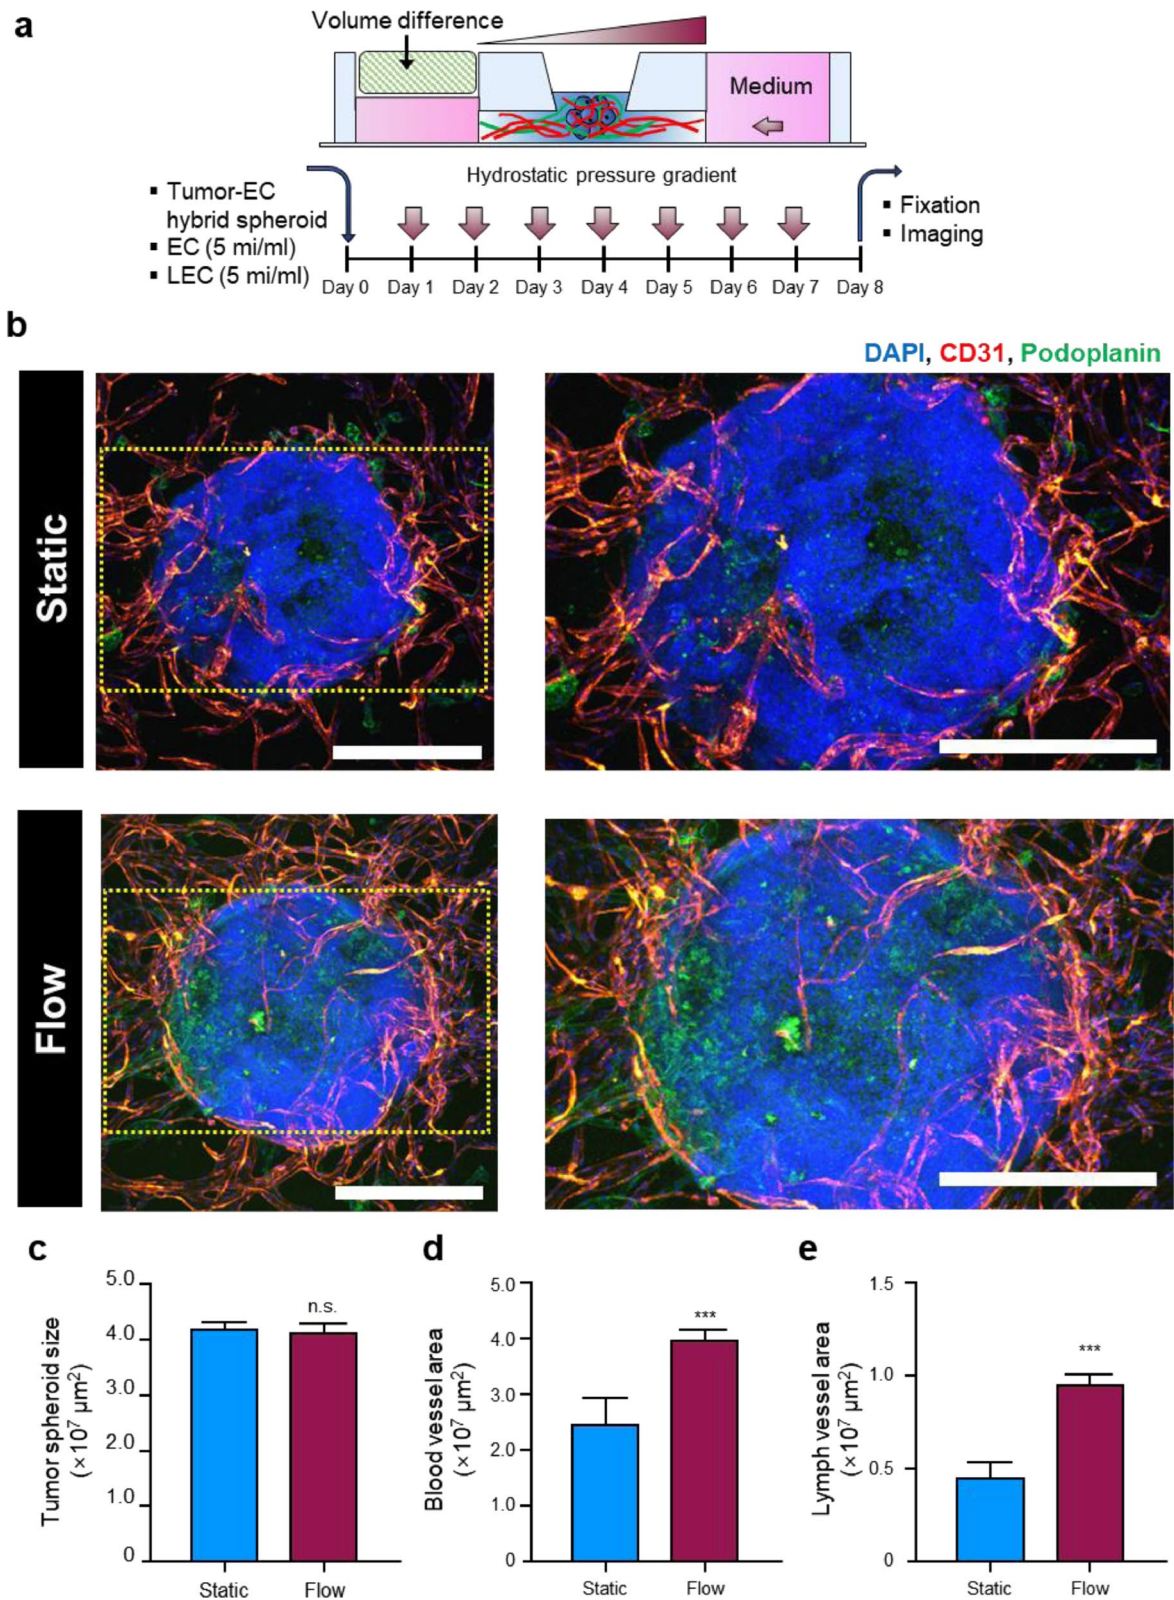 a
Volume difference
Medium
Hydrostatic pressure gradient
▪ Tumor-EC
hybrid spheroid
▪ EC (5 mi/ml)
▪ LEC (5 mi/ml)
▪ Fixation
▪ Imaging
Day 0 Day 1 Day 2 Day 3 Day 4 Day 5 Day 6 Day 7 Day 8
b
DAPI, CD31, Podoplanin
Static
Flow
c
Tumor spheroid size
(×10⁷ μm²)
5.0
4.0
3.0
2.0
1.0
0
n.s.
Static Flow
d
Blood vessel area
(×10⁷ μm²)
5.0
4.0
3.0
2.0
1.0
0
***
Static Flow
e
Lymph vessel area
(×10⁷ μm²)
1.5
1.0
0.5
0
***
Static Flow